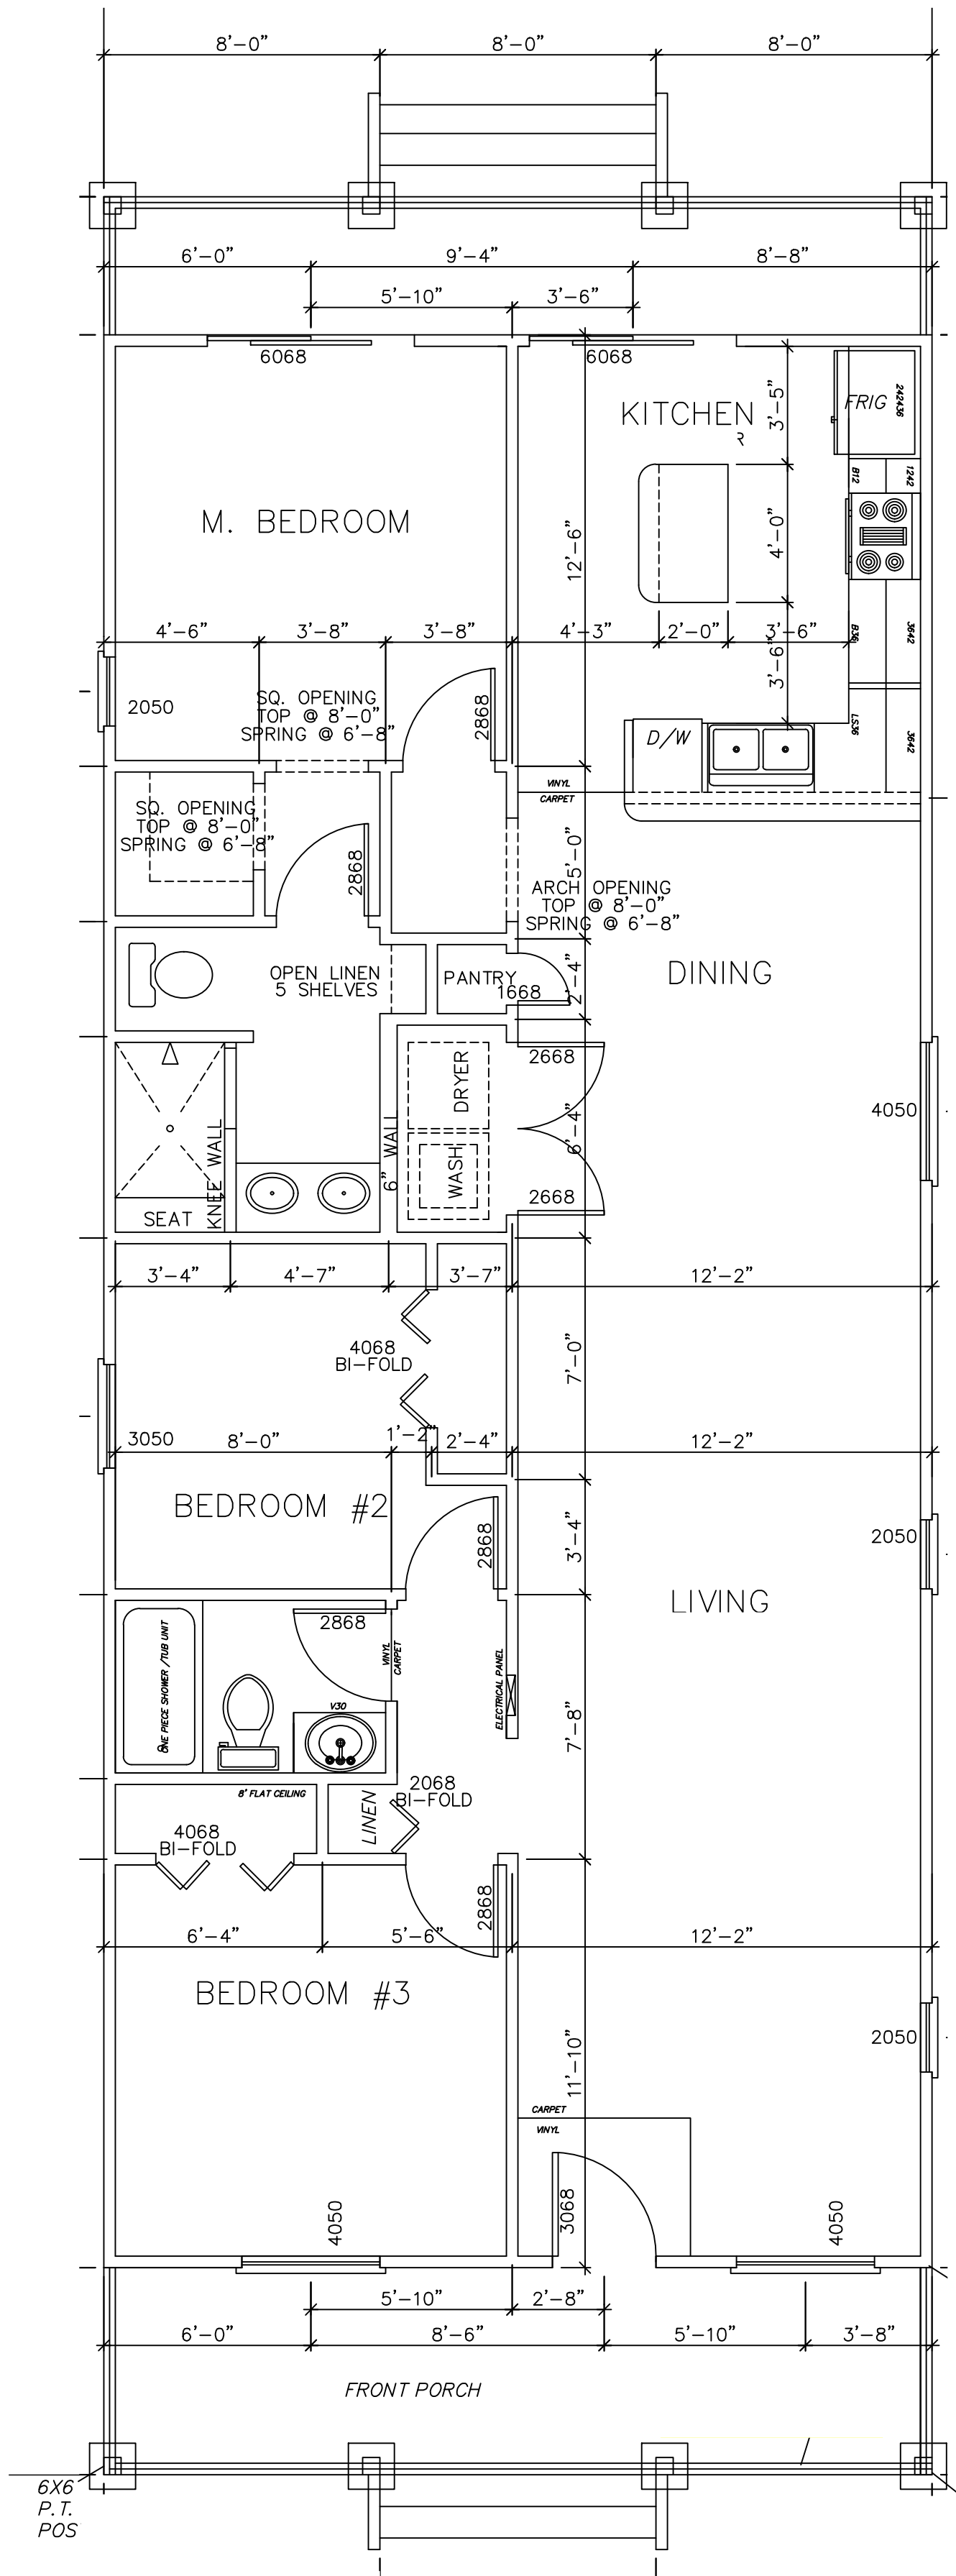 8'-0" 8'-0" 8'-0"
6'-0" 9'-4" 8'-8"
5'-10" 3'-6"
6068 6068
KITCHEN
R
FRIG
242436
3'-5"
B12
1242
M. BEDROOM
12'-6"
4'-0"
4'-6" 3'-8" 3'-8" 4'-3" 2'-0" 3'-6"
B36
3642
3'-6"
2050
SQ. OPENING
TOP @ 8'-0"
SPRING @ 6'-8"
2868
D/W
LS36
3642
VINYL
CARPET
SQ. OPENING
TOP @ 8'-0"
SPRING @ 6'-8"
2868
5'-0"
ARCH OPENING
TOP @ 8'-0"
SPRING @ 6'-8"
DINING
OPEN LINEN
5 SHELVES
PANTRY
1668
2'-4"
2668
DRYER
4050
KNEE WALL
6" WALL
6'-4"
WASH
2668
SEAT
3'-4" 4'-7" 3'-7" 12'-2"
4068
BI-FOLD
7'-0"
3050
8'-0" 1'-2" 2'-4" 12'-2"
BEDROOM #2
2868
3'-4"
2050
LIVING
2868
ONE PIECE SHOWER /TUB UNIT
VINYL
CARPET
ELECTRICAL PANEL
V30
7'-8"
8' FLAT CEILING
2068
BI-FOLD
LINEN
4068
BI-FOLD
2868
6'-4" 5'-6" 12'-2"
BEDROOM #3
2050
11'-10"
CARPET
VINYL
4050
3068
4050
5'-10" 2'-8"
6'-0" 8'-6" 5'-10" 3'-8"
FRONT PORCH
6X6
P.T.
POS